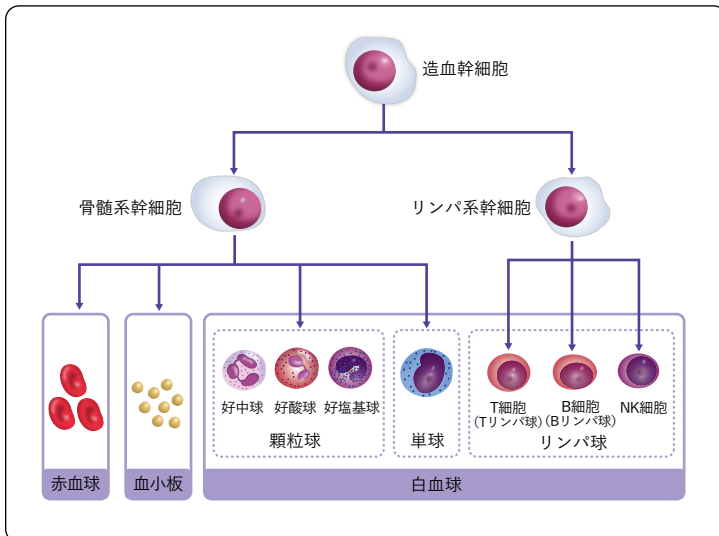 造血幹細胞
骨髄系幹細胞
リンパ系幹細胞
好中球
好酸球
好塩基球
顆粒球
単球
T細胞
(Tリンパ球)
B細胞
(Bリンパ球)
NK細胞
リンパ球
赤血球
血小板
白血球